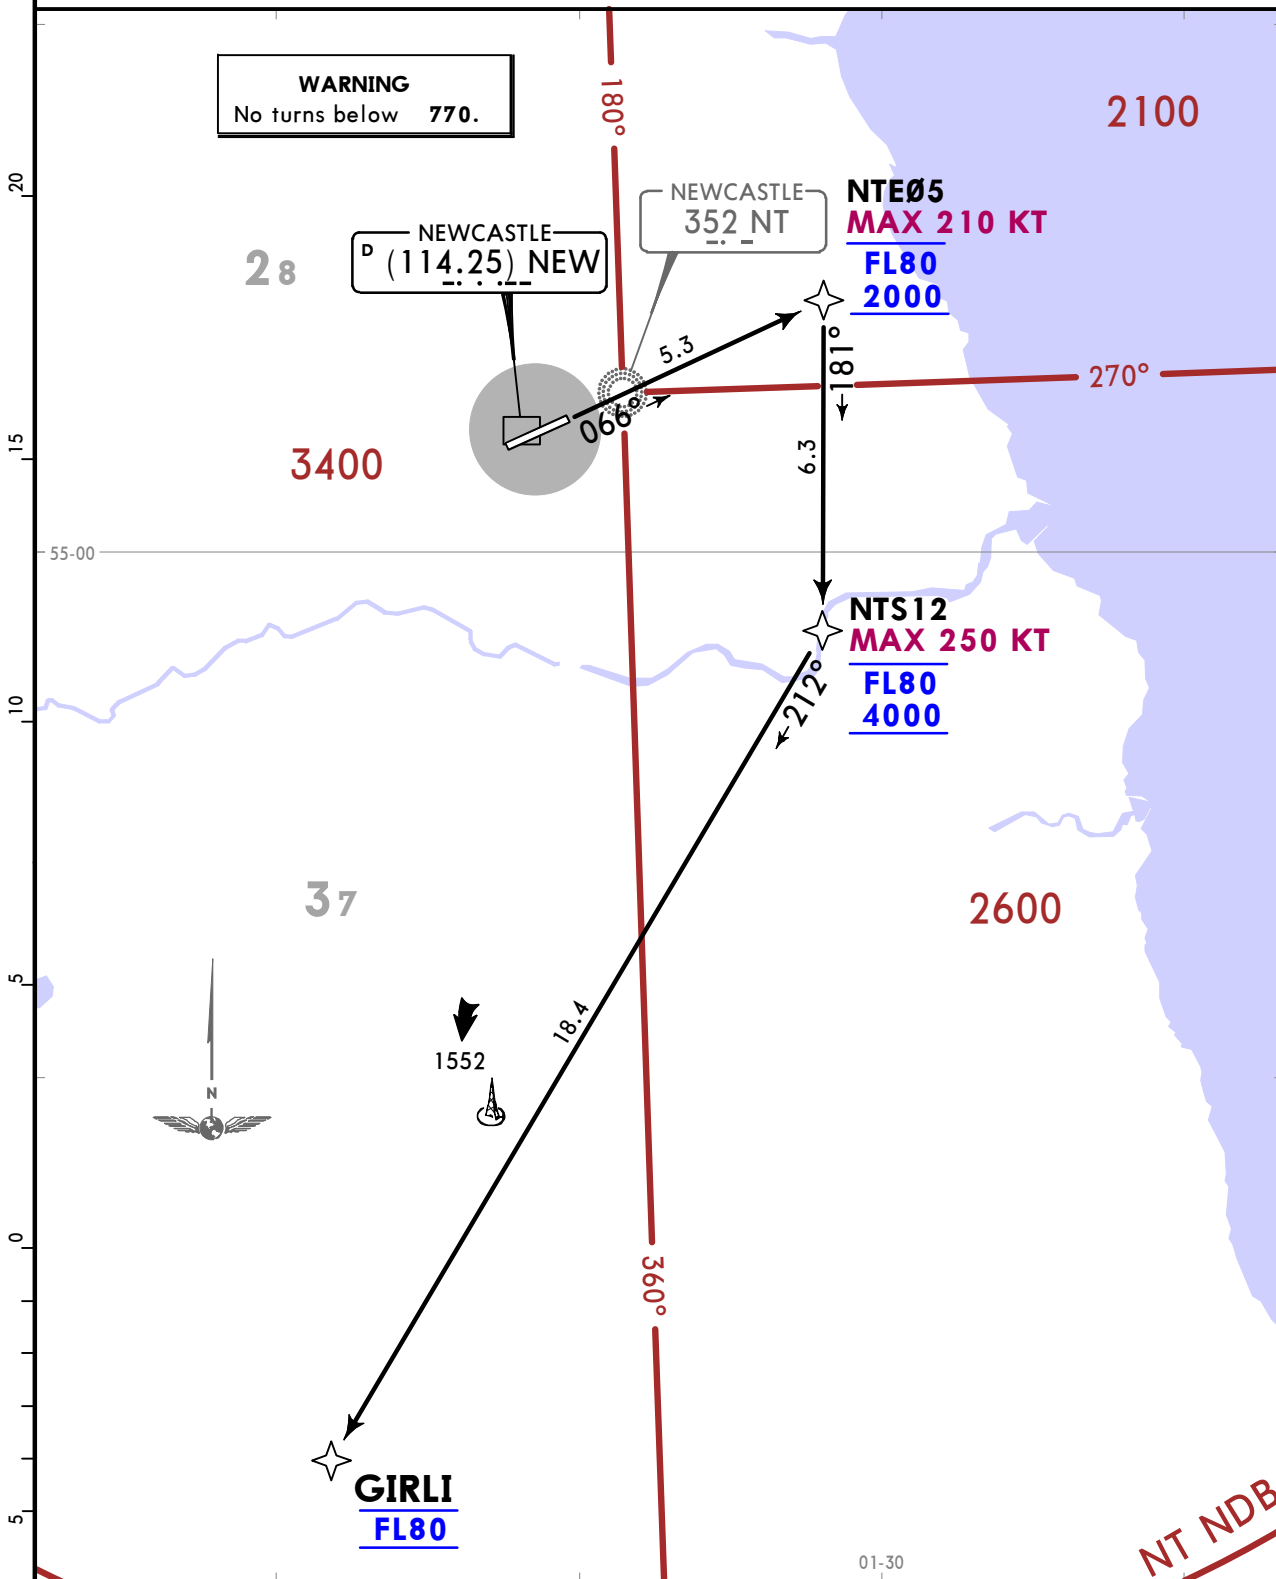 WARNING
No turns below 770.
180°
2100
20
NEWCASTLE
352 NT
NTEØ5
MAX 210 KT
FL80
2000
NEWCASTLE
D (114.25) NEW
28
5.3
181°
270°
066°
15
3400
6.3
55-00
NTS12
MAX 250 KT
FL80
4000
212°
10
37
2600
5
18.4
1552
N
0
360°
GIRLI
FL80
5
NT NDB
01-30